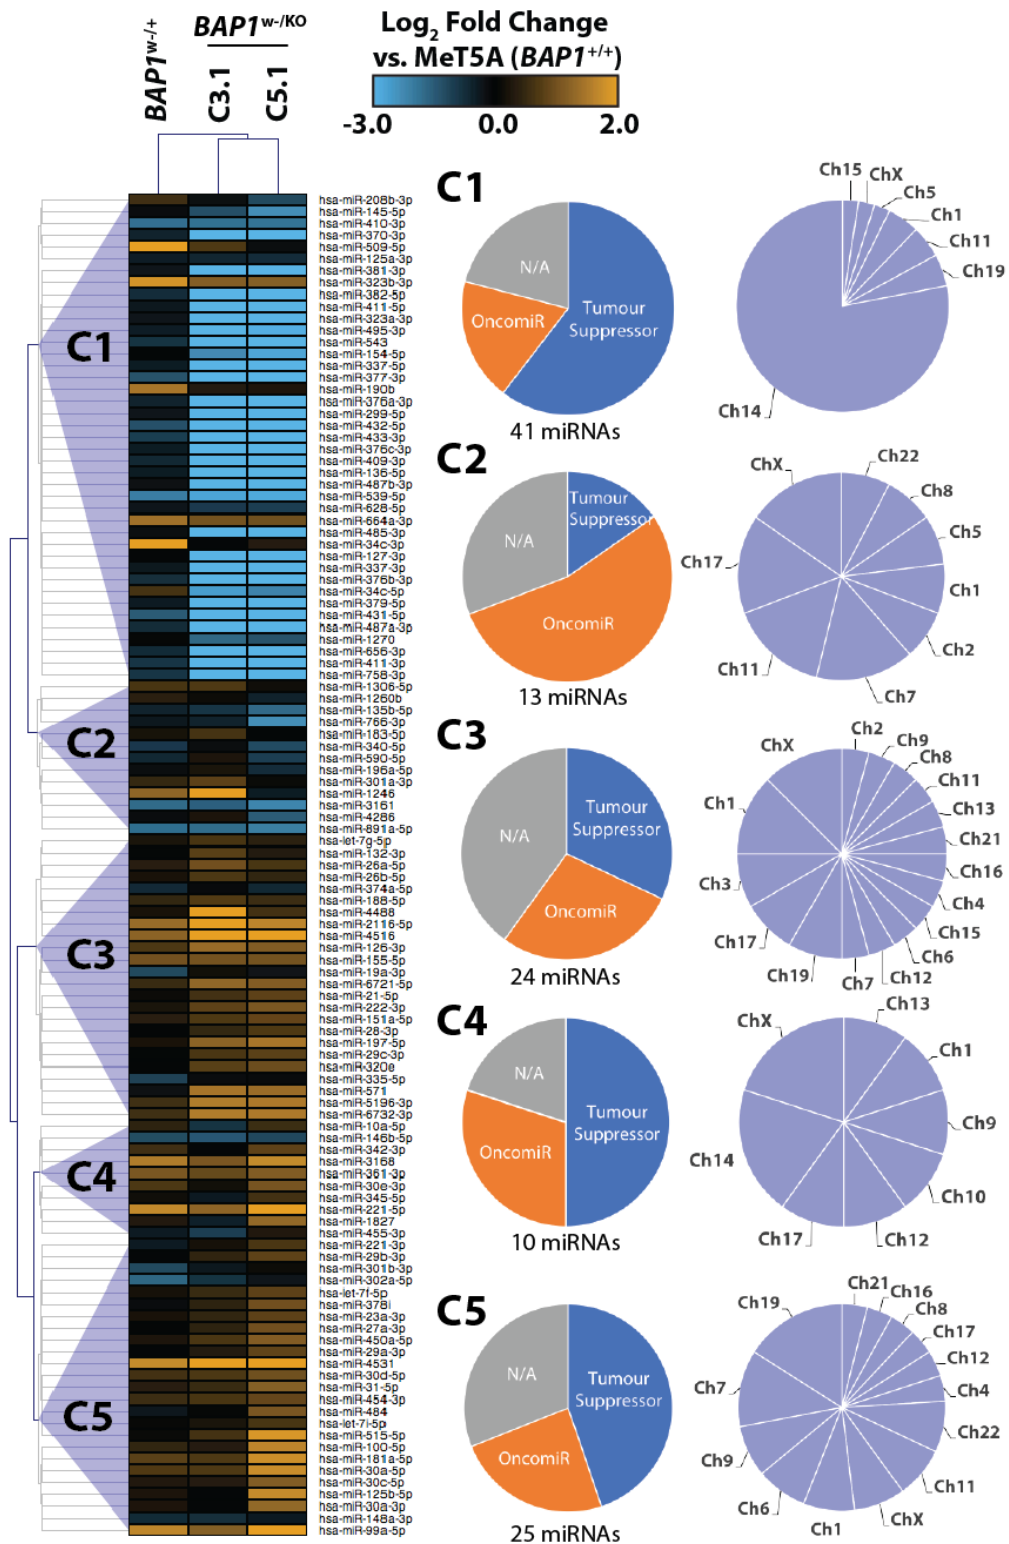 BAP1w-/+
BAP1w-/KO
C3.1
C5.1
Log2 Fold Change
vs. MeT5A (BAP1+/+)
-3.0
0.0
2.0
C1
C2
C3
C4
C5
hsa-miR-208b-3p
hsa-miR-145-5p
hsa-miR-410-3p
hsa-miR-370-3p
hsa-miR-509-5p
hsa-miR-125a-3p
hsa-miR-381-3p
hsa-miR-323b-3p
hsa-miR-382-5p
hsa-miR-411-5p
hsa-miR-323a-3p
hsa-miR-495-3p
hsa-miR-543
hsa-miR-154-5p
hsa-miR-337-5p
hsa-miR-377-3p
hsa-miR-190b
hsa-miR-376a-3p
hsa-miR-299-5p
hsa-miR-432-5p
hsa-miR-433-3p
hsa-miR-376c-3p
hsa-miR-409-3p
hsa-miR-136-5p
hsa-miR-487b-3p
hsa-miR-539-5p
hsa-miR-628-5p
hsa-miR-664a-3p
hsa-miR-485-3p
hsa-miR-34c-3p
hsa-miR-127-3p
hsa-miR-337-3p
hsa-miR-376b-3p
hsa-miR-34c-5p
hsa-miR-379-5p
hsa-miR-431-5p
hsa-miR-487a-3p
hsa-miR-1270
hsa-miR-656-3p
hsa-miR-411-3p
hsa-miR-758-3p
hsa-miR-1306-5p
hsa-miR-1260b
hsa-miR-135b-5p
hsa-miR-766-3p
hsa-miR-183-5p
hsa-miR-340-5p
hsa-miR-590-5p
hsa-miR-196a-5p
hsa-miR-301a-3p
hsa-miR-1246
hsa-miR-3161
hsa-miR-4286
hsa-miR-891a-5p
hsa-let-7g-5p
hsa-miR-132-3p
hsa-miR-26a-5p
hsa-miR-26b-5p
hsa-miR-374a-5p
hsa-miR-188-5p
hsa-miR-4488
hsa-miR-2116-5p
hsa-miR-4516
hsa-miR-126-3p
hsa-miR-155-5p
hsa-miR-19a-3p
hsa-miR-6721-5p
hsa-miR-21-5p
hsa-miR-222-3p
hsa-miR-151a-5p
hsa-miR-28-3p
hsa-miR-197-5p
hsa-miR-29c-3p
hsa-miR-320e
hsa-miR-335-5p
hsa-miR-571
hsa-miR-5196-3p
hsa-miR-6732-3p
hsa-miR-10a-5p
hsa-miR-146b-5p
hsa-miR-342-3p
hsa-miR-3168
hsa-miR-361-3p
hsa-miR-30e-3p
hsa-miR-345-5p
hsa-miR-221-5p
hsa-miR-1827
hsa-miR-455-3p
hsa-miR-221-3p
hsa-miR-29b-3p
hsa-miR-301b-3p
hsa-miR-302a-5p
hsa-let-7f-5p
hsa-miR-378i
hsa-miR-23a-3p
hsa-miR-27a-3p
hsa-miR-450a-5p
hsa-miR-29a-3p
hsa-miR-4531
hsa-miR-30d-5p
hsa-miR-31-5p
hsa-miR-454-3p
hsa-miR-484
hsa-let-7i-5p
hsa-miR-515-5p
hsa-miR-100-5p
hsa-miR-181a-5p
hsa-miR-30a-5p
hsa-miR-30c-5p
hsa-miR-125b-5p
hsa-miR-30a-3p
hsa-miR-148a-3p
hsa-miR-99a-5p
C1
N/A
OncomiR
Tumour
Suppressor
41 miRNAs
Ch15
ChX
Ch5
Ch1
Ch11
Ch19
Ch14
C2
Tumour
Suppressor
N/A
OncomiR
13 miRNAs
ChX
Ch22
Ch8
Ch5
Ch1
Ch2
Ch7
Ch11
Ch17
C3
N/A
Tumour
Suppressor
OncomiR
24 miRNAs
ChX
Ch2
Ch9
Ch8
Ch11
Ch13
Ch21
Ch16
Ch4
Ch15
Ch6
Ch12
Ch7
Ch19
Ch17
Ch3
Ch1
C4
N/A
Tumour
Suppressor
OncomiR
10 miRNAs
ChX
Ch13
Ch1
Ch9
Ch10
Ch12
Ch17
Ch14
C5
N/A
Tumour
Suppressor
OncomiR
25 miRNAs
Ch19
Ch21
Ch16
Ch8
Ch17
Ch12
Ch4
Ch22
Ch11
ChX
Ch1
Ch6
Ch9
Ch7